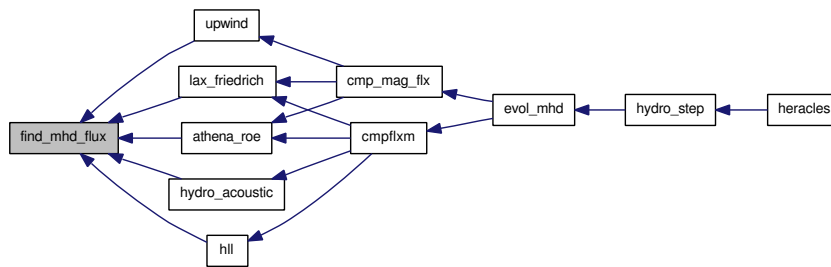 upwind
lax_friedrich
cmp_mag_flx
evol_mhd
hydro_step
heracles
find_mhd_flux
athena_roe
cmpflxm
hydro_acoustic
hll